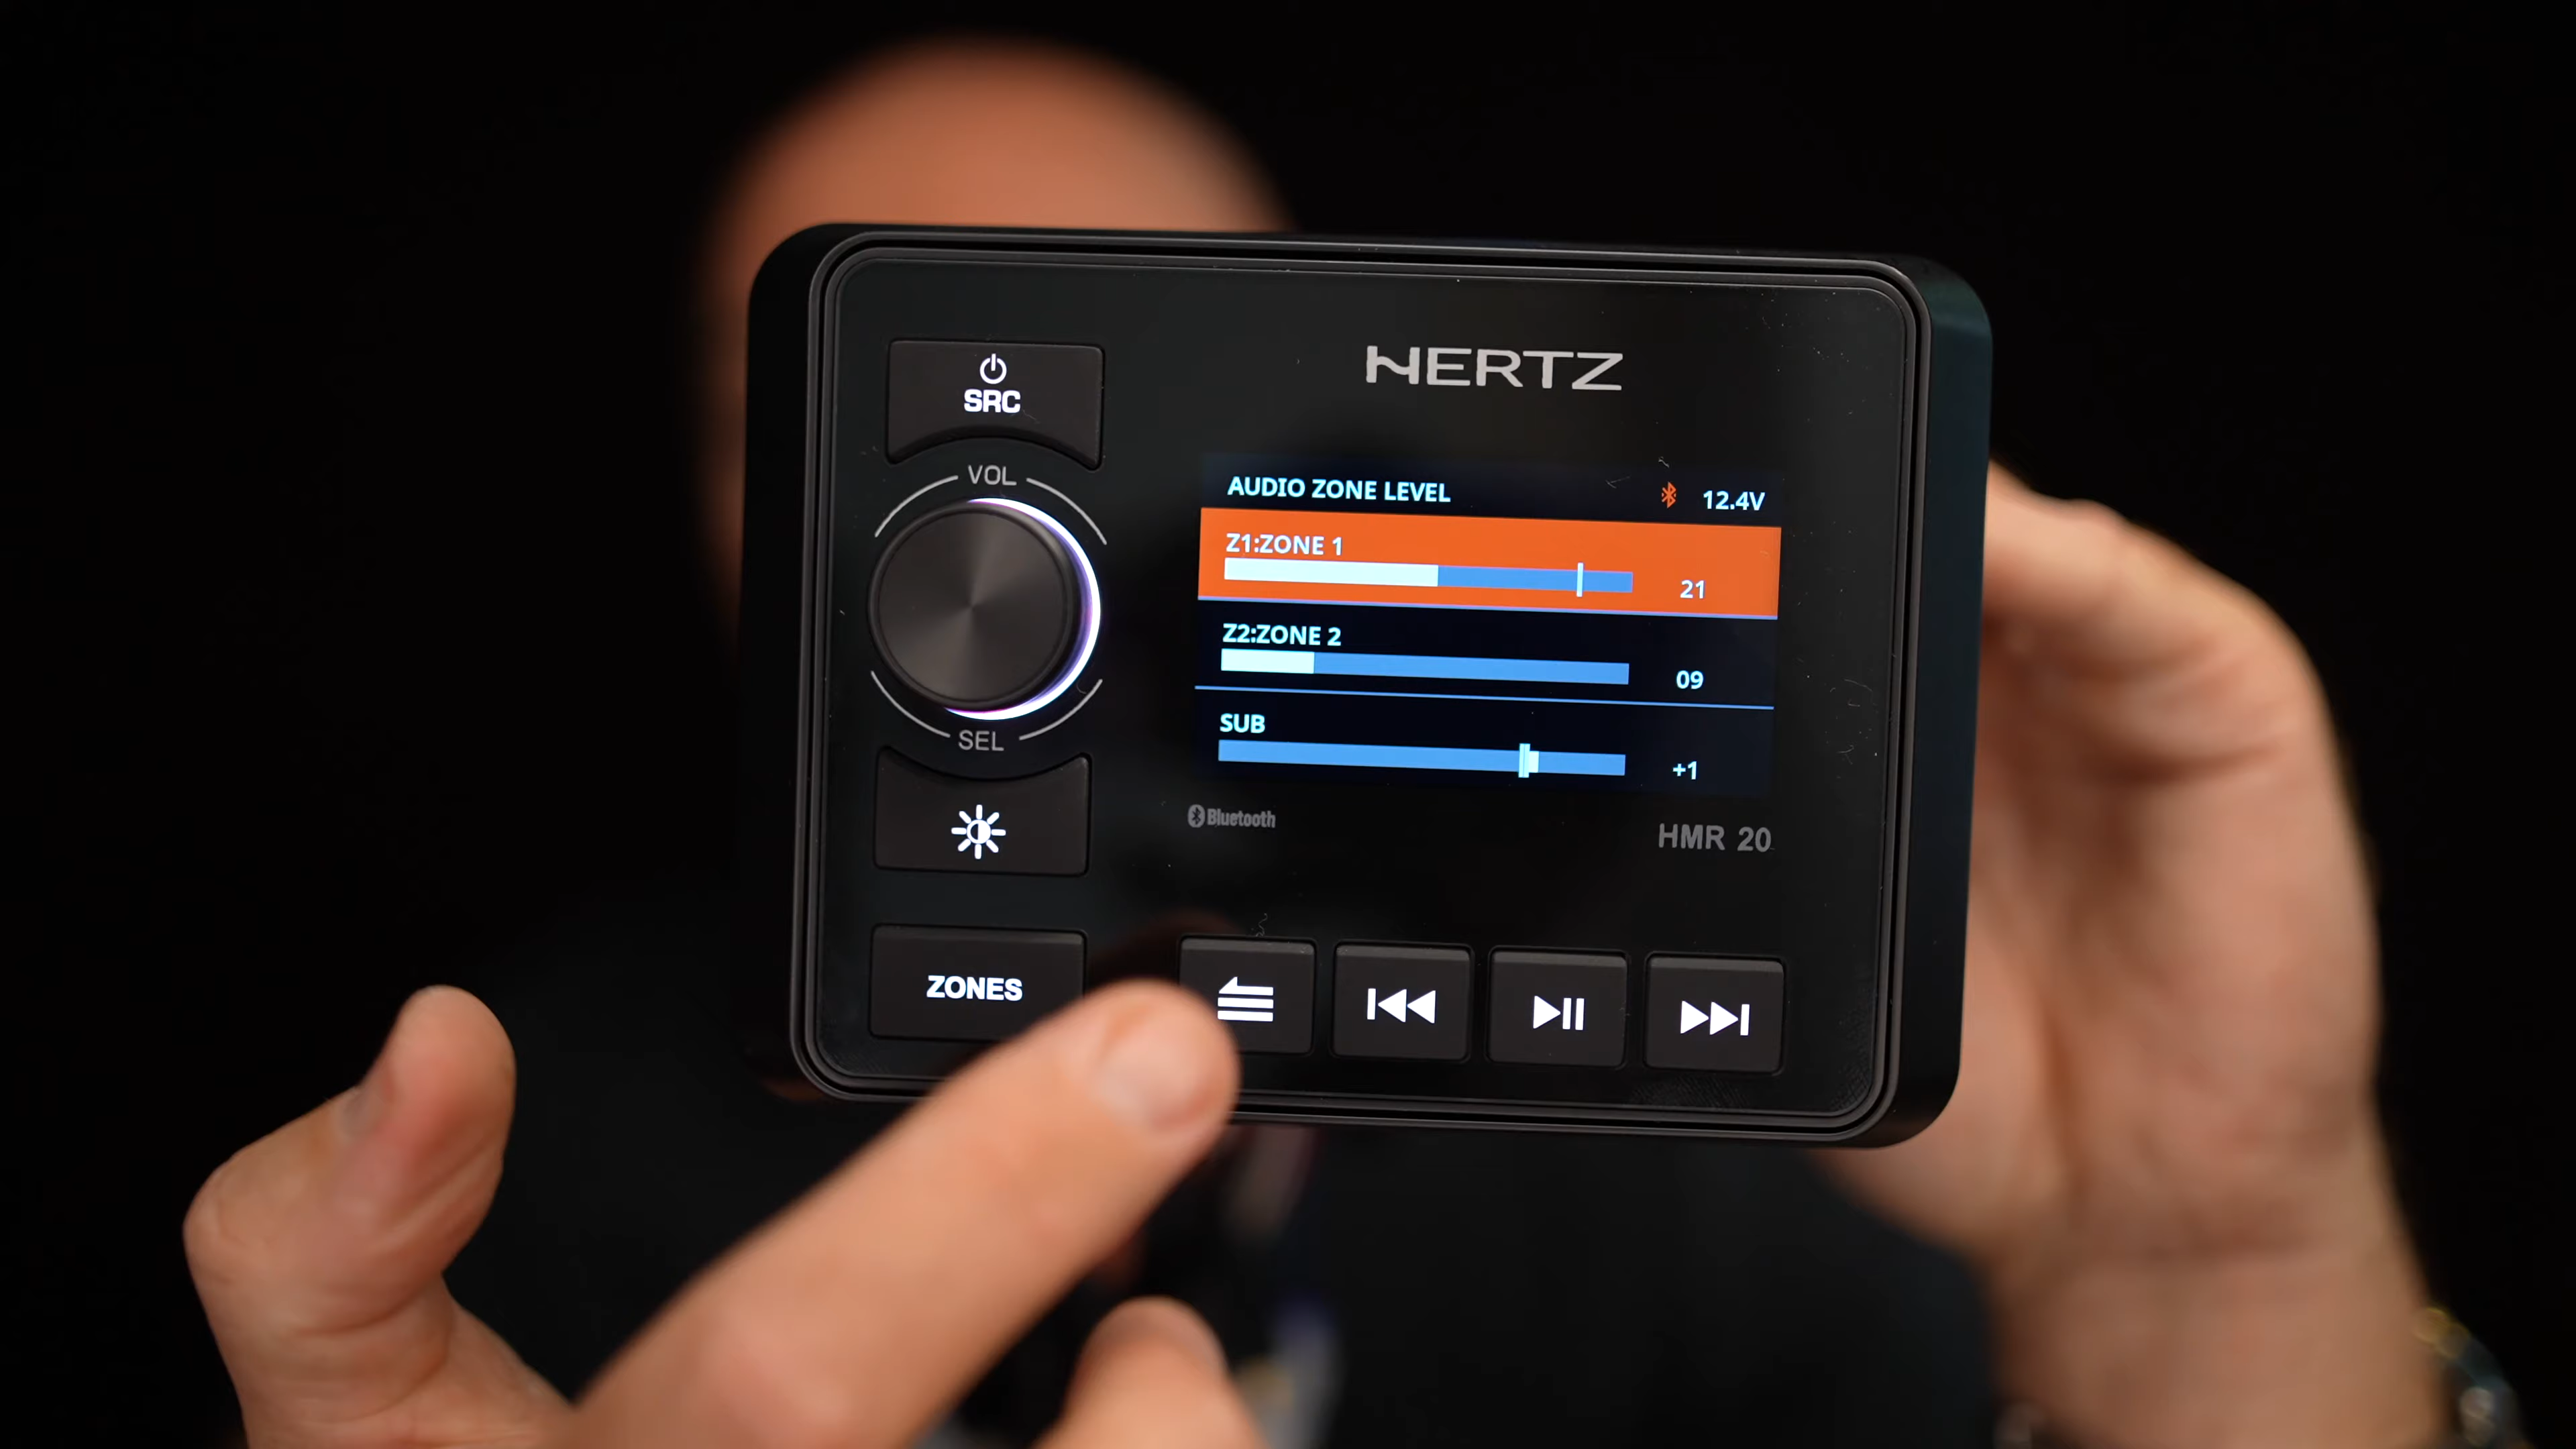 SRC
HERTZ
VOL
AUDIO ZONE LEVEL 12.4V
Z1:ZONE 1
21
Z2:ZONE 2
09
SEL
SUB
+1
Bluetooth
HMR 20
ZONES